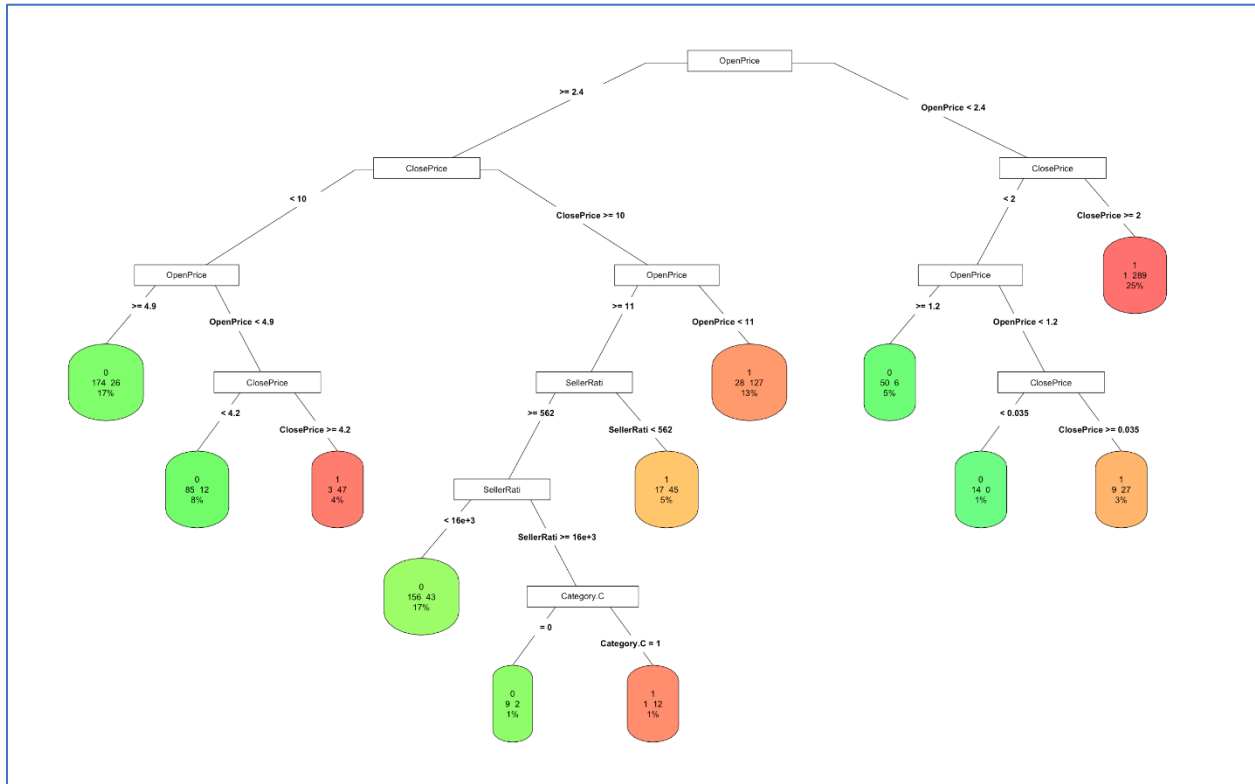 OpenPrice
>= 2.4
OpenPrice < 2.4
ClosePrice
ClosePrice
< 10
ClosePrice >= 10
< 2
ClosePrice >= 2
OpenPrice
OpenPrice
OpenPrice
1
1 289
25%
>= 4.9
OpenPrice < 4.9
>= 11
OpenPrice < 11
>= 1.2
OpenPrice < 1.2
0
174 26
17%
ClosePrice
SellerRati
1
28 127
13%
0
50 6
5%
ClosePrice
< 4.2
ClosePrice >= 4.2
>= 562
SellerRati < 562
< 0.035
ClosePrice >= 0.035
0
85 12
8%
1
3 47
4%
SellerRati
1
17 45
5%
0
14 0
1%
1
9 27
3%
< 16e+3
SellerRati >= 16e+3
0
156 43
17%
Category.C
= 0
Category.C = 1
0
9 2
1%
1
1 12
1%